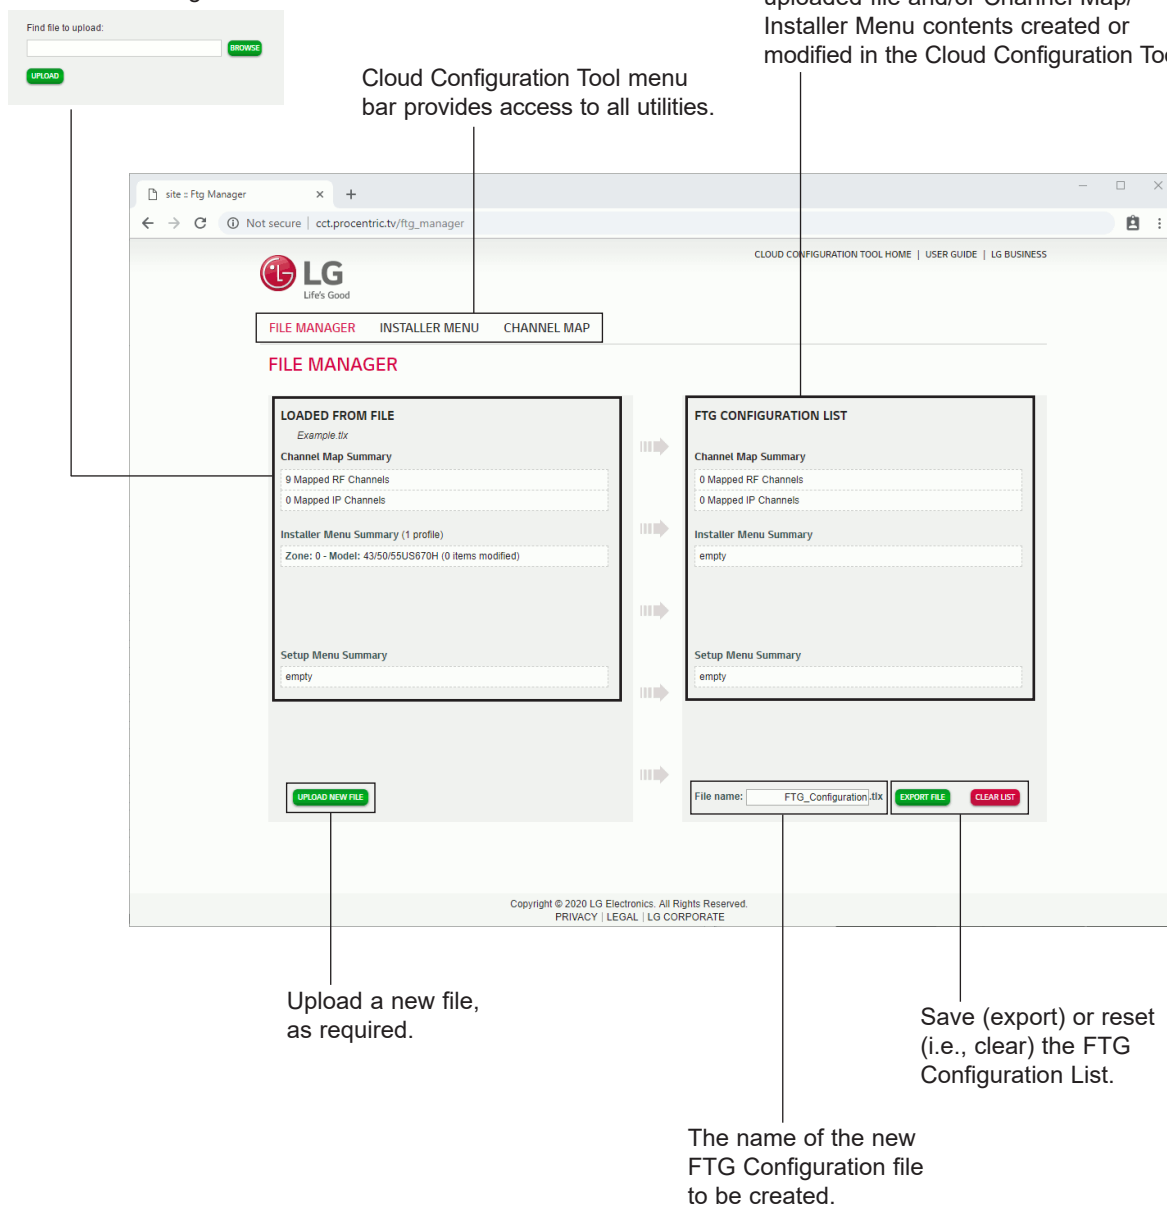 Find file to upload:
BROWSE
UPLOAD
uploaded file and/or Channel Map/
Installer Menu contents created or
modified in the Cloud Configuration
Cloud Configuration Tool menu
bar provides access to all utilities.
site :: Ftg Manager
Not secure | cct.procentric.tv/ftg_manager
CLOUD CONFIGURATION TOOL HOME | USER GUIDE | LG BUSINESS
LG
Life's Good
FILE MANAGER INSTALLER MENU CHANNEL MAP
FILE MANAGER
LOADED FROM FILE
Example.tlx
Channel Map Summary
9 Mapped RF Channels
0 Mapped IP Channels
Installer Menu Summary (1 profile)
Zone: 0 - Model: 43/50/55US670H (0 items modified)
Setup Menu Summary
empty
UPLOAD NEW FILE
FTG CONFIGURATION LIST
Channel Map Summary
0 Mapped RF Channels
0 Mapped IP Channels
Installer Menu Summary
empty
Setup Menu Summary
empty
File name: FTG_Configuration .tlx EXPORT FILE CLEAR LIST
Copyright © 2020 LG Electronics. All Rights Reserved.
PRIVACY | LEGAL | LG CORPORATE
Upload a new file,
as required.
Save (export) or reset
(i.e., clear) the FTG
Configuration List.
The name of the new
FTG Configuration file
to be created.